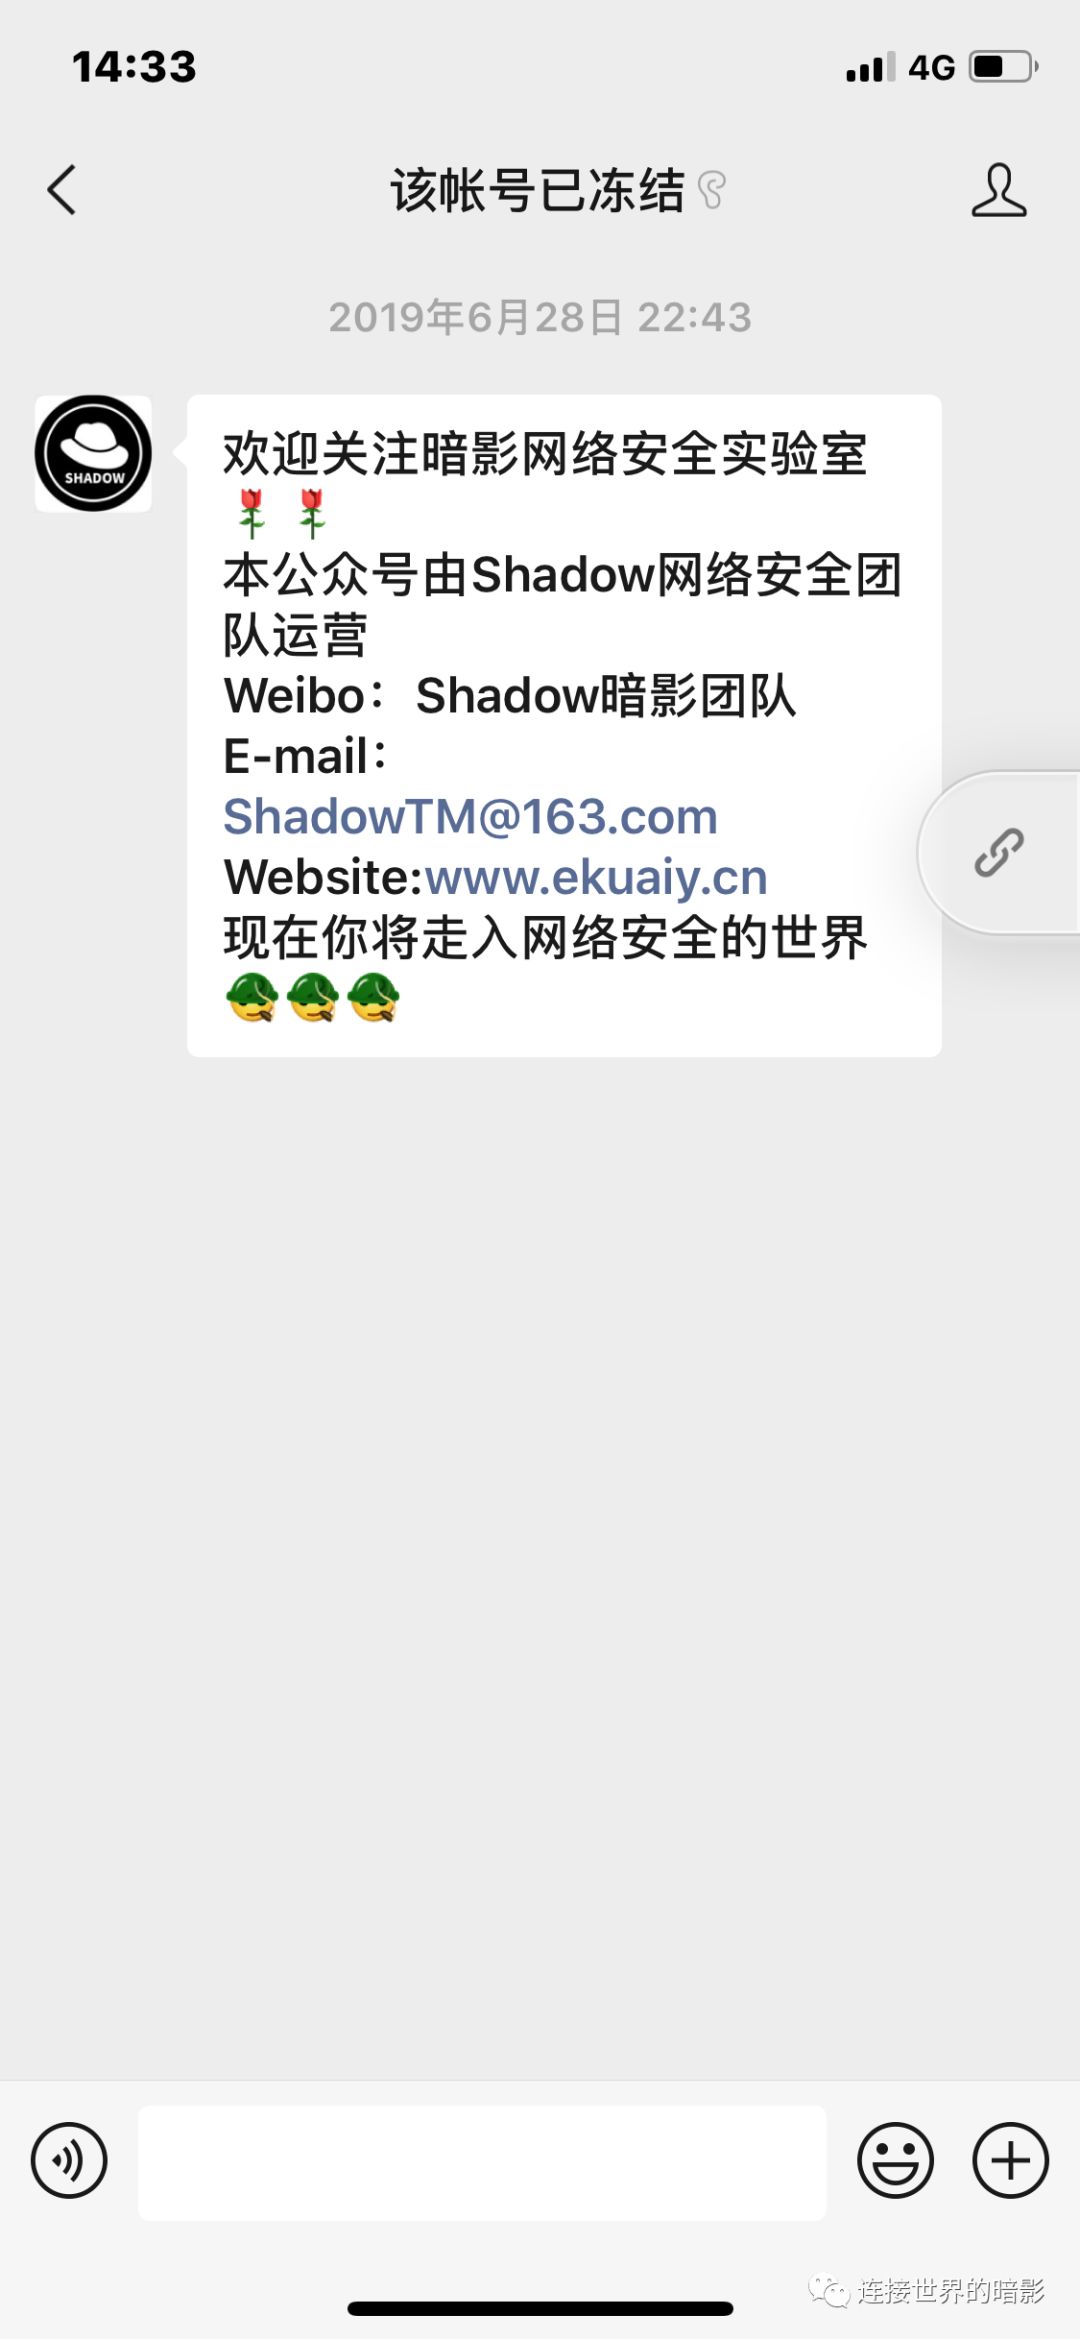 14:33
4G
该帐号已冻结
2019年6月28日 22:43
SHADOW
欢迎关注暗影网络安全实验室
🌹🌹
本公众号由Shadow网络安全团
队运营
Weibo：Shadow暗影团队
E-mail：
ShadowTM@163.com
Website:www.ekuaiy.cn
现在你将走入网络安全的世界
连接世界的暗影